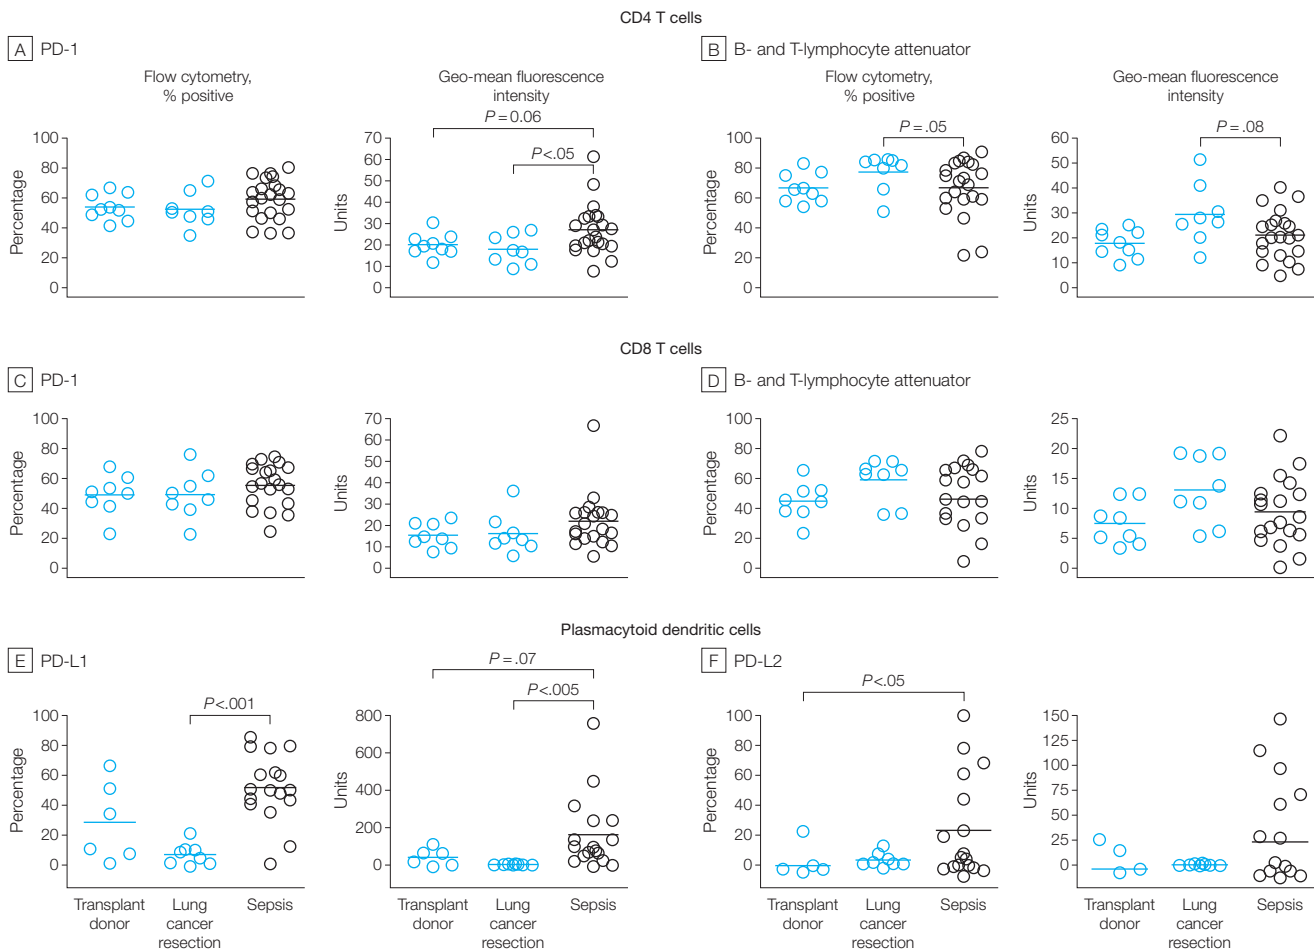 CD4 T cells
A PD-1
B B- and T-lymphocyte attenuator
Flow cytometry,
% positive
Geo-mean fluorescence
intensity
Flow cytometry,
% positive
Geo-mean fluorescence
intensity
Percentage
100
80
60
40
20
0
Units
70
60
50
40
30
20
10
0
P = 0.06
P<.05
Percentage
100
80
60
40
20
0
P = .05
Units
60
50
40
30
20
10
0
P = .08
CD8 T cells
C PD-1
D B- and T-lymphocyte attenuator
Percentage
100
80
60
40
20
0
Units
70
60
50
40
30
20
10
0
Percentage
100
80
60
40
20
0
Units
25
20
15
10
5
0
Plasmacytoid dendritic cells
E PD-L1
F PD-L2
Percentage
100
80
60
40
20
0
P<.001
Units
800
600
400
200
0
P = .07
P<.005
Percentage
100
80
60
40
20
0
P<.05
Units
150
125
100
75
50
25
0
Transplant
donor
Lung
cancer
resection
Sepsis
Transplant
donor
Lung
cancer
resection
Sepsis
Transplant
donor
Lung
cancer
resection
Sepsis
Transplant
donor
Lung
cancer
resection
Sepsis